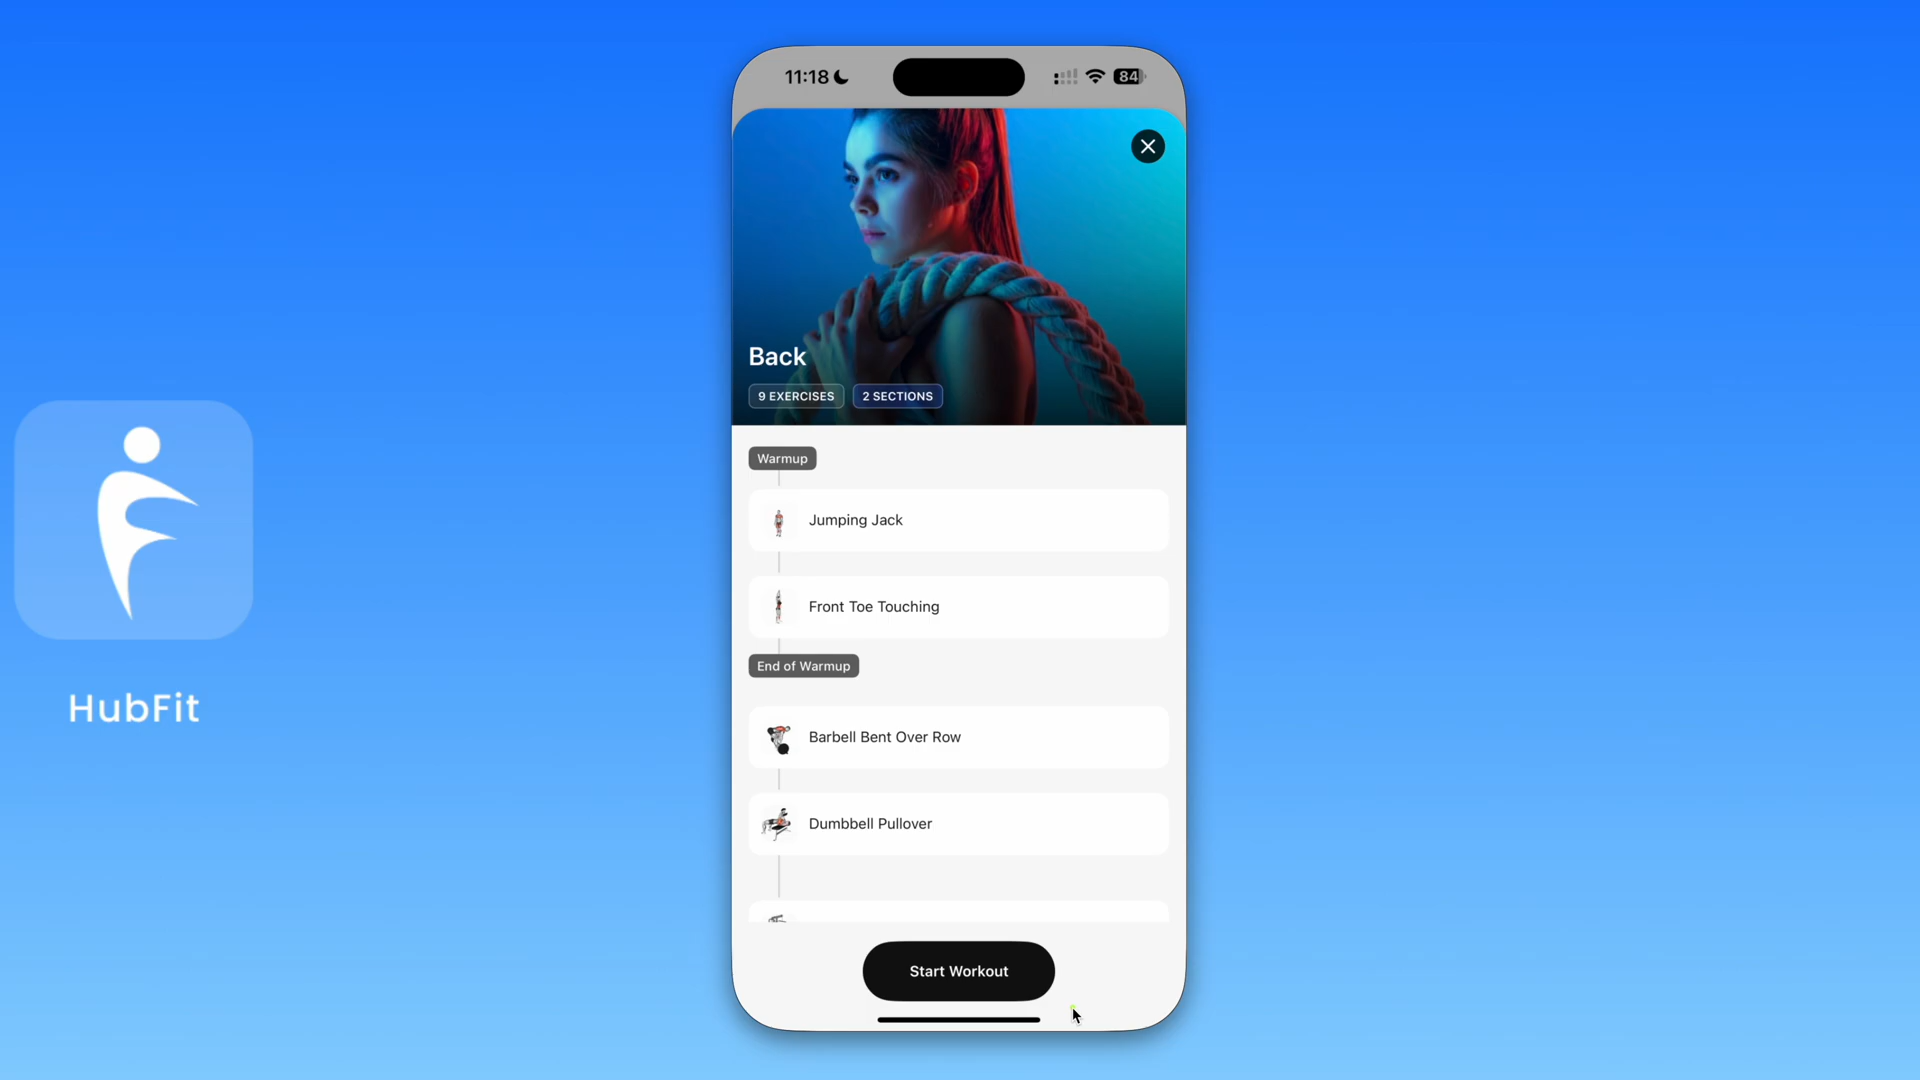 11:18
84
Back
9 EXERCISES
2 SECTIONS
Warmup
Jumping Jack
Front Toe Touching
End of Warmup
Barbell Bent Over Row
Dumbbell Pullover
Start Workout
HubFit